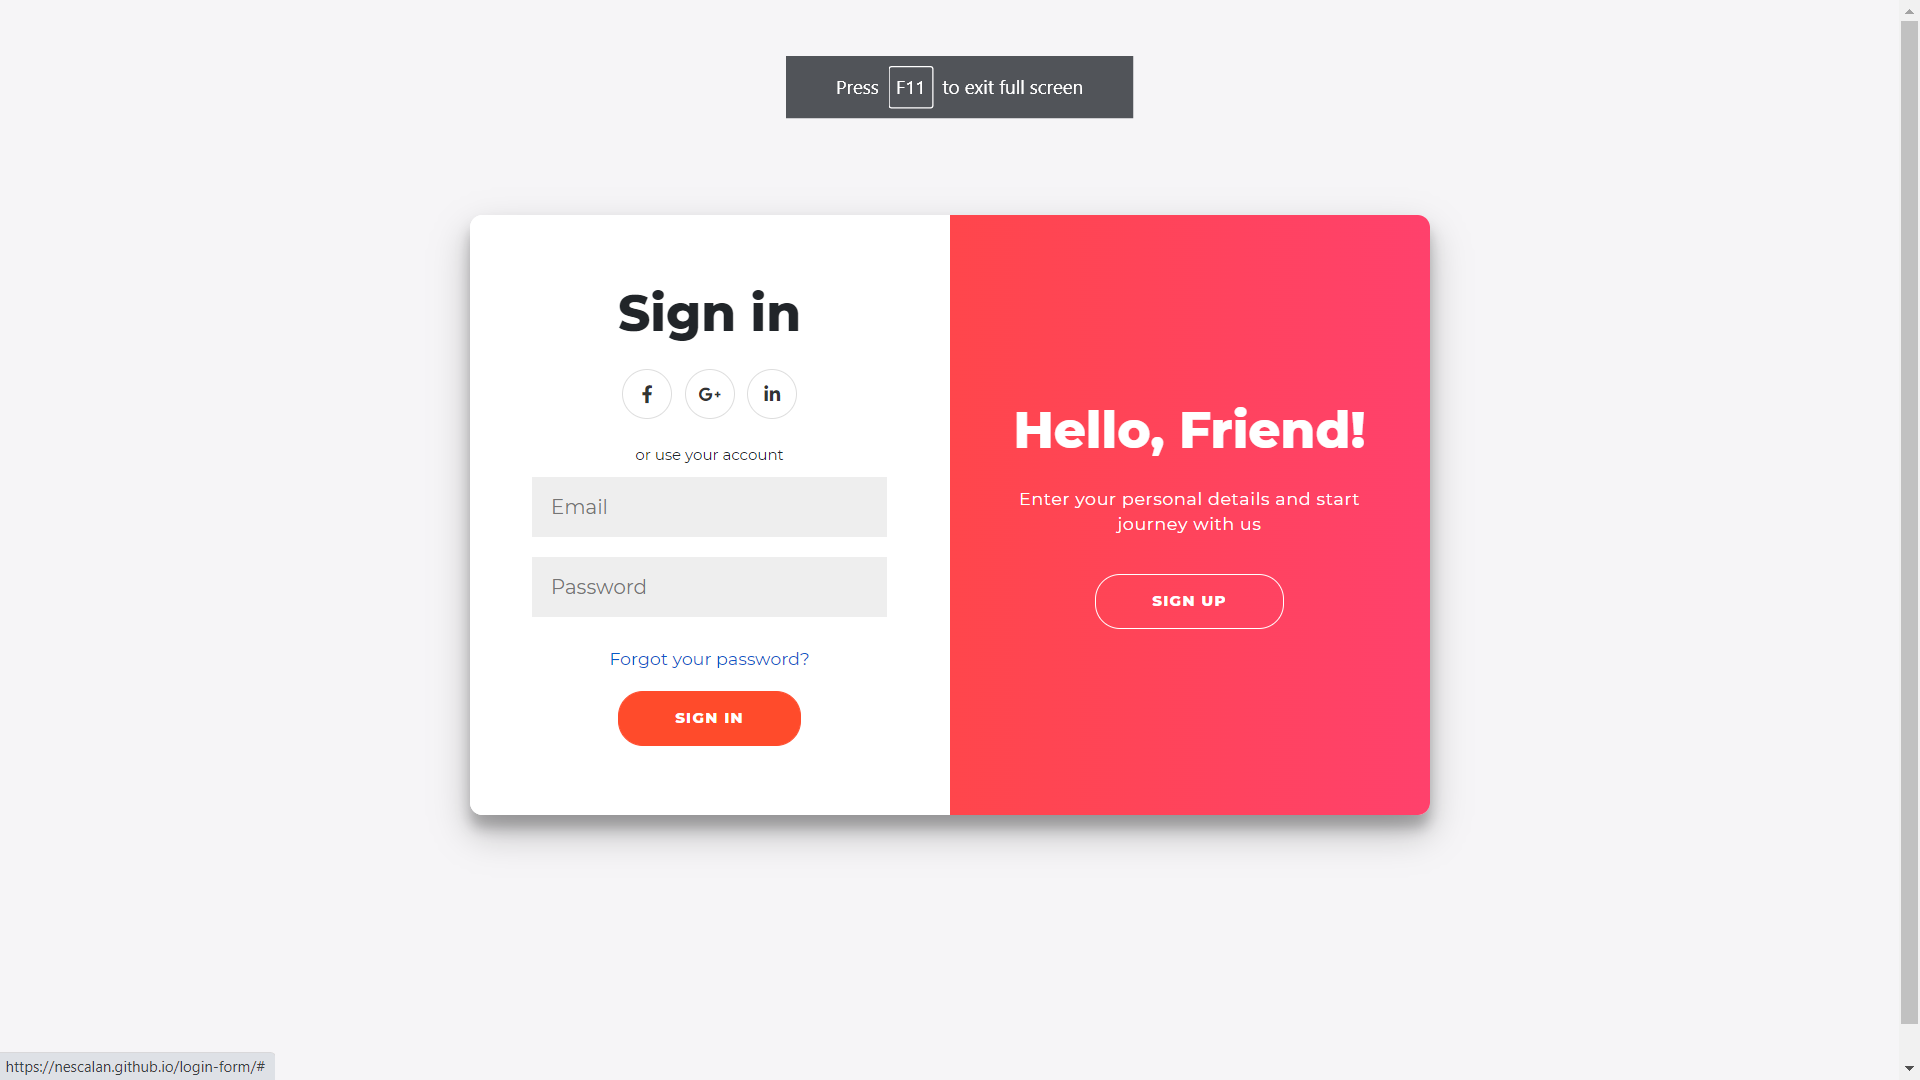 Press F11 to exit full screen
Sign in
f
G+
in
or use your account
Email
Password
Forgot your password?
SIGN IN
Hello, Friend!
Enter your personal details and start
journey with us
SIGN UP
https://nescalan.github.io/login-form/#